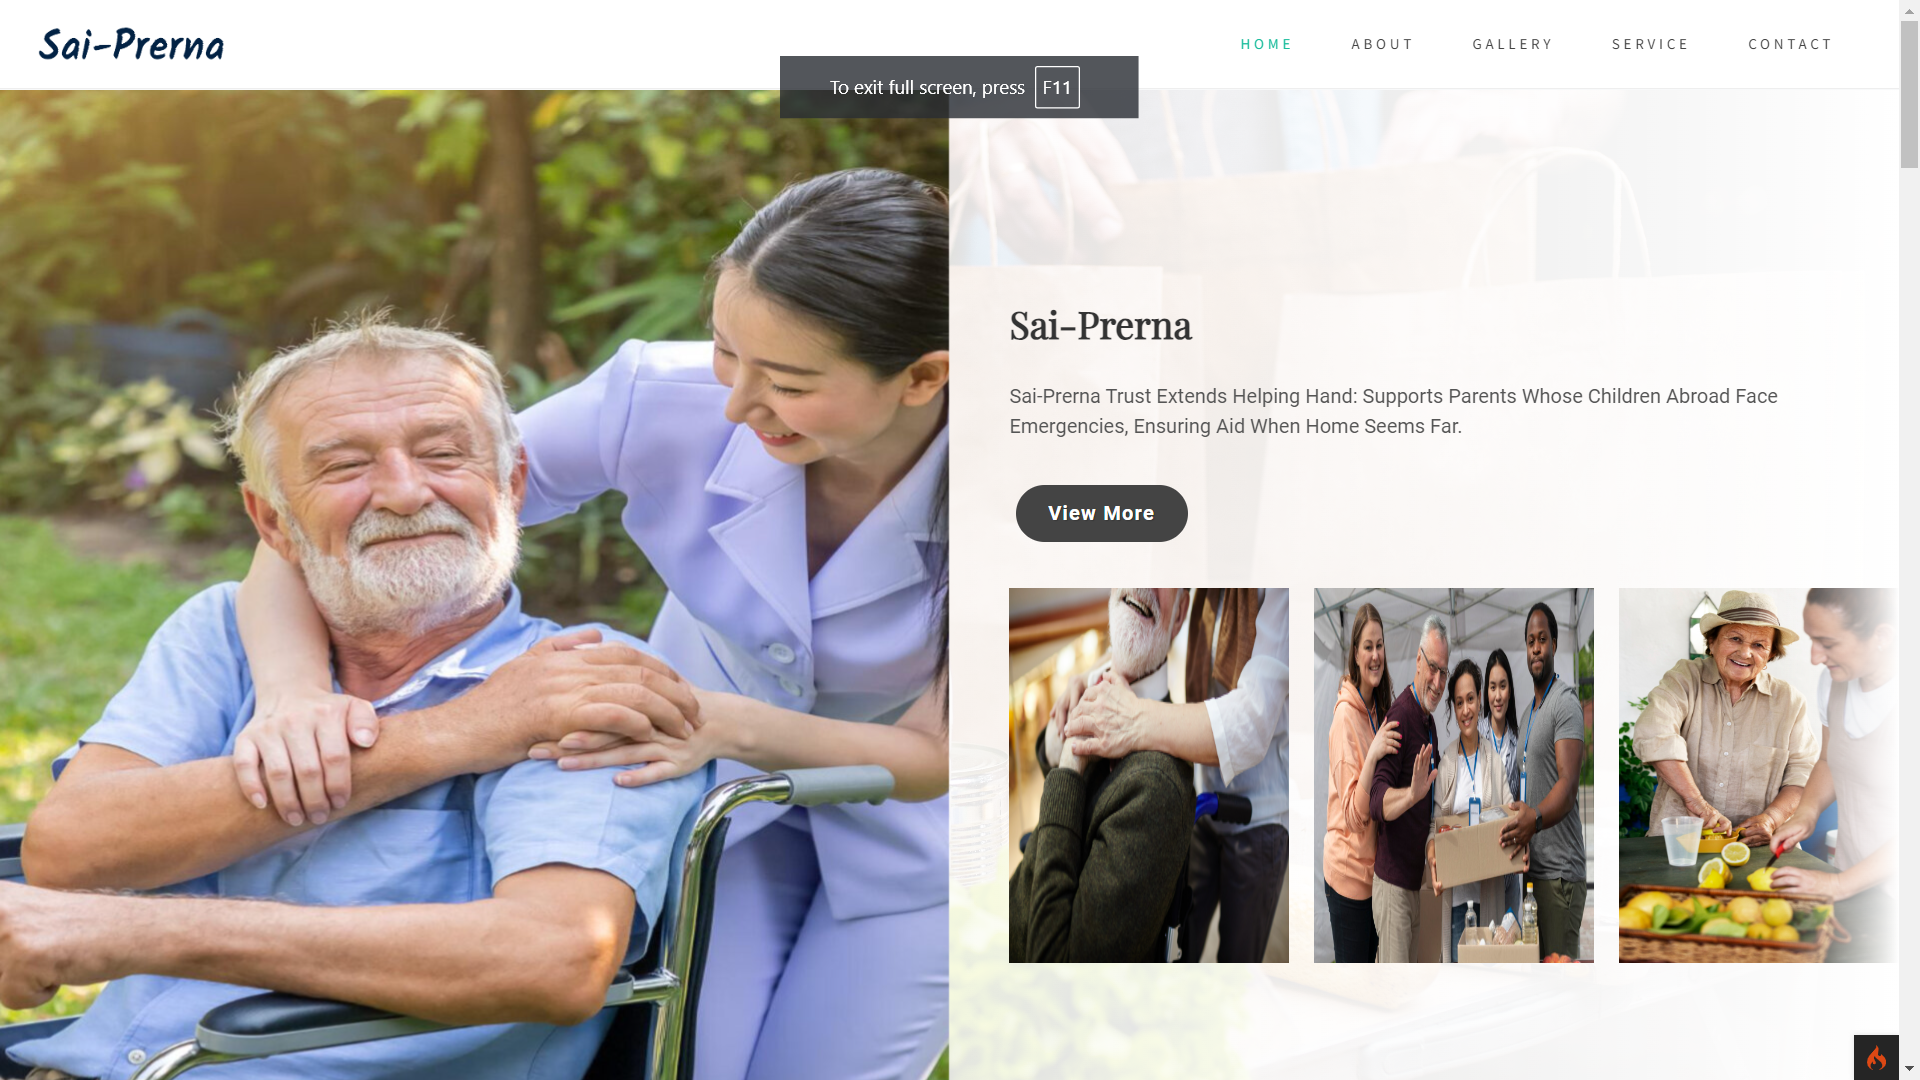 Sai-Prerna
HOME ABOUT GALLERY SERVICE CONTACT
To exit full screen, press F11
Sai-Prerna
Sai-Prerna Trust Extends Helping Hand: Supports Parents Whose Children Abroad Face
Emergencies, Ensuring Aid When Home Seems Far.
View More